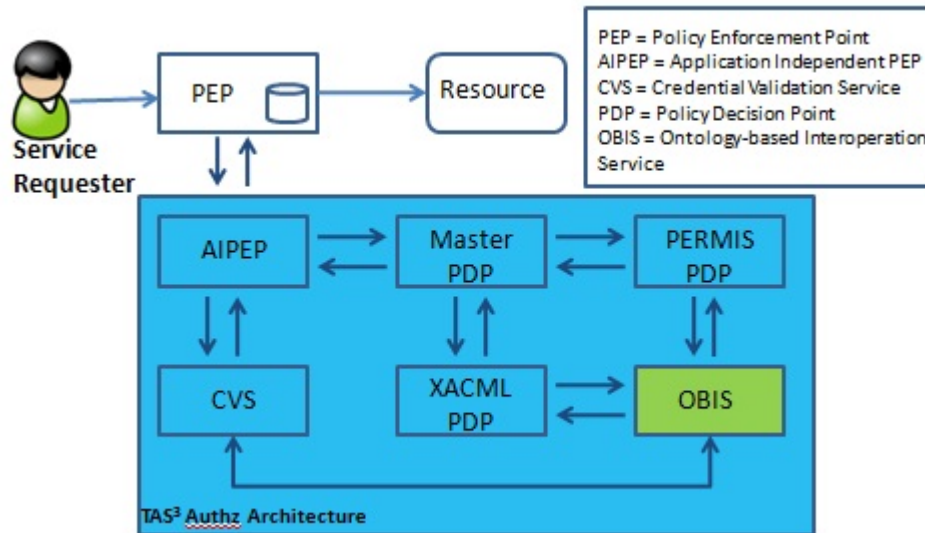 PEP = Policy Enforcement Point
AIPEP = Application Independent PEP
CVS = Credential Validation Service
PDP = Policy Decision Point
OBIS = Ontology-based Interoperation
Service
PEP
Resource
Service
Requester
AIPEP
Master
PDP
PERMIS
PDP
CVS
XACML
PDP
OBIS
TAS³ Authz Architecture